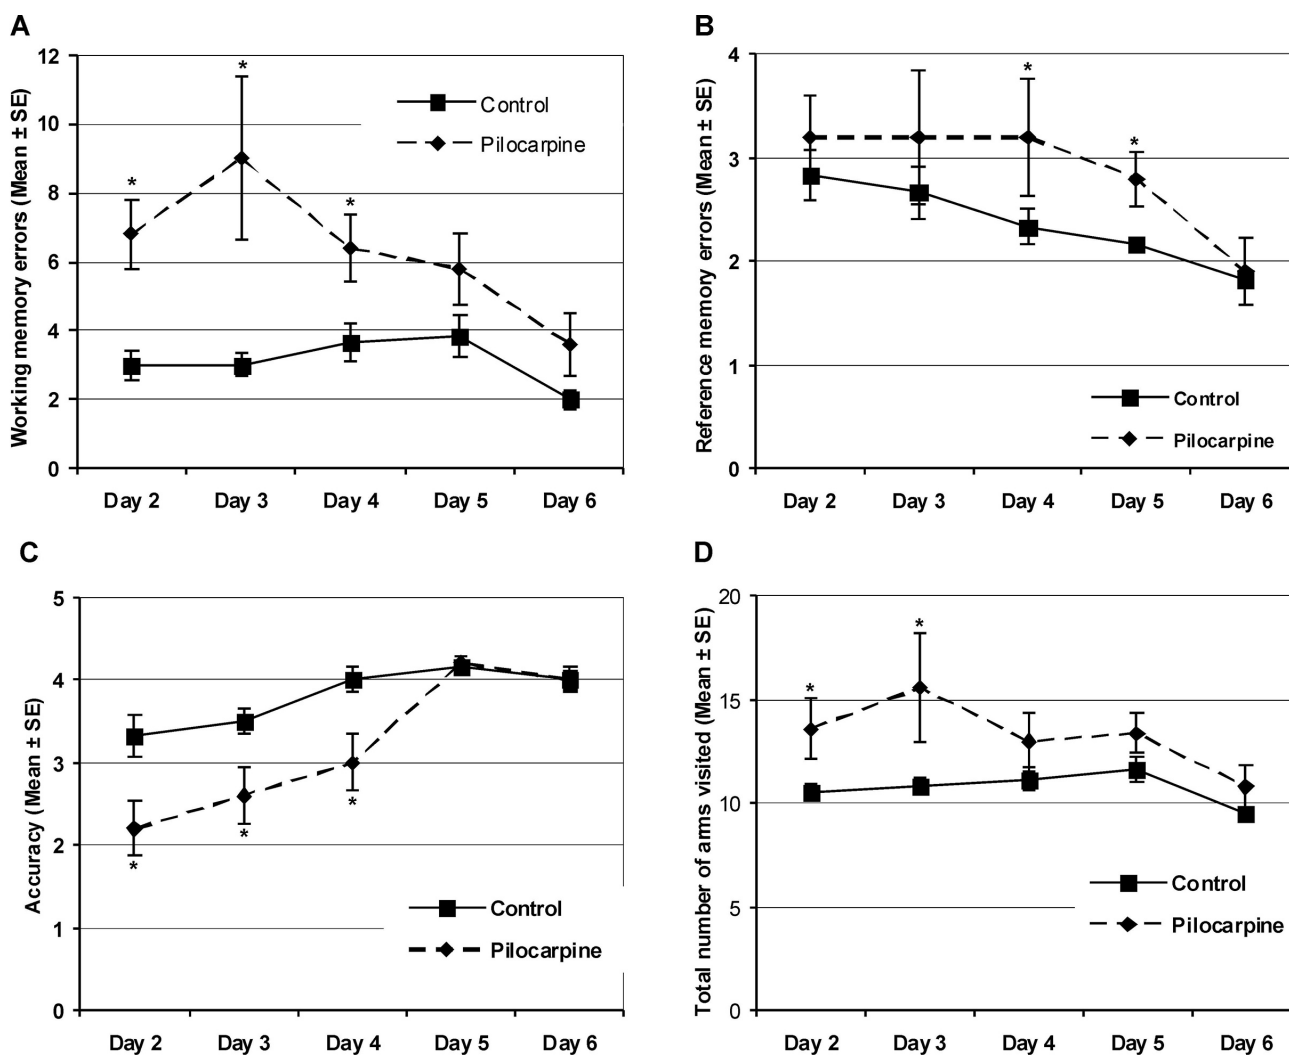 A
Working memory errors (Mean ± SE)
12
10
8
6
4
2
0
*
*
*
Control
Pilocarpine
Day 2 Day 3 Day 4 Day 5 Day 6
B
Reference memory errors (Mean ± SE)
4
3
2
1
0
*
*
Control
Pilocarpine
Day 2 Day 3 Day 4 Day 5 Day 6
C
Accuracy (Mean ± SE)
5
4
3
2
1
0
*
*
*
Control
Pilocarpine
Day 2 Day 3 Day 4 Day 5 Day 6
D
Total number of arms visited (Mean ± SE)
20
15
10
5
0
*
*
Control
Pilocarpine
Day 2 Day 3 Day 4 Day 5 Day 6